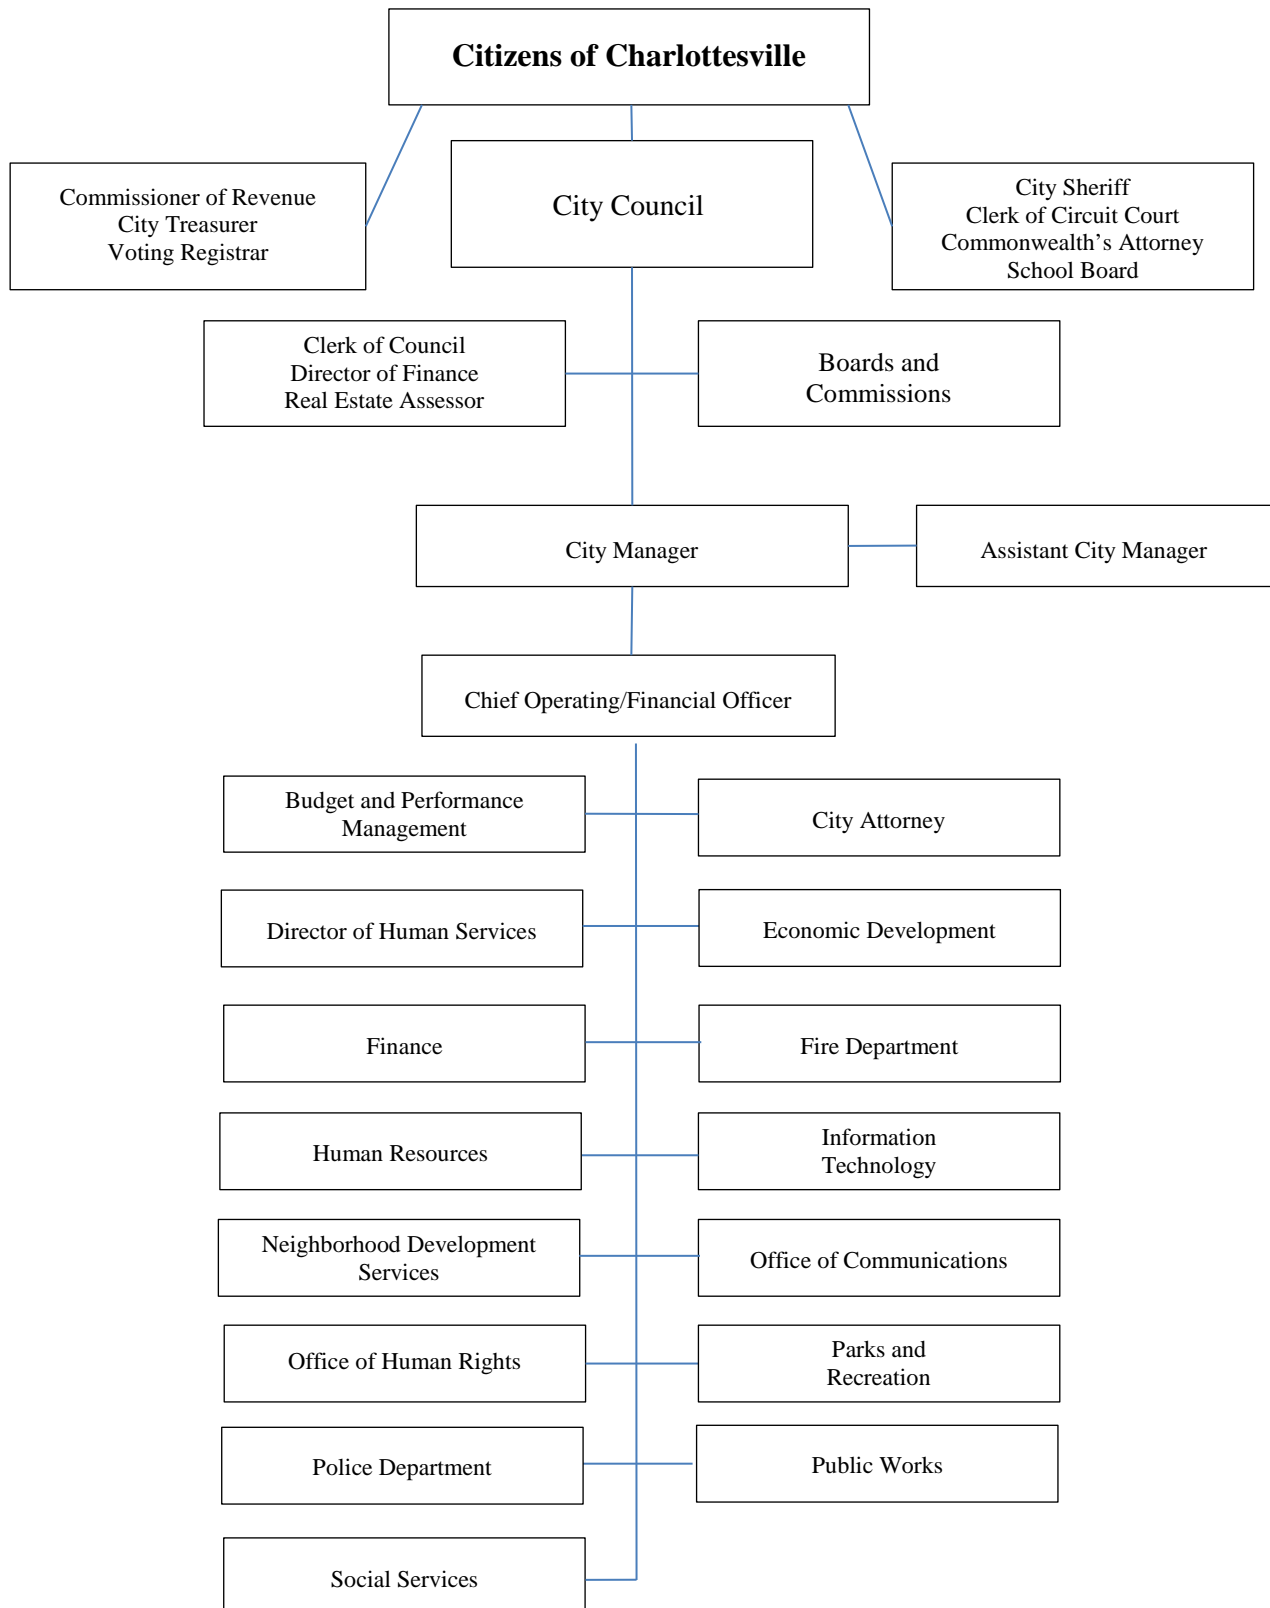 Citizens of Charlottesville
Commissioner of Revenue
City Treasurer
Voting Registrar
City Council
City Sheriff
Clerk of Circuit Court
Commonwealth’s Attorney
School Board
Clerk of Council
Director of Finance
Real Estate Assessor
Boards and
Commissions
City Manager
Assistant City Manager
Chief Operating/Financial Officer
Budget and Performance
Management
City Attorney
Director of Human Services
Economic Development
Finance
Fire Department
Human Resources
Information
Technology
Neighborhood Development
Services
Office of Communications
Office of Human Rights
Parks and
Recreation
Police Department
Public Works
Social Services